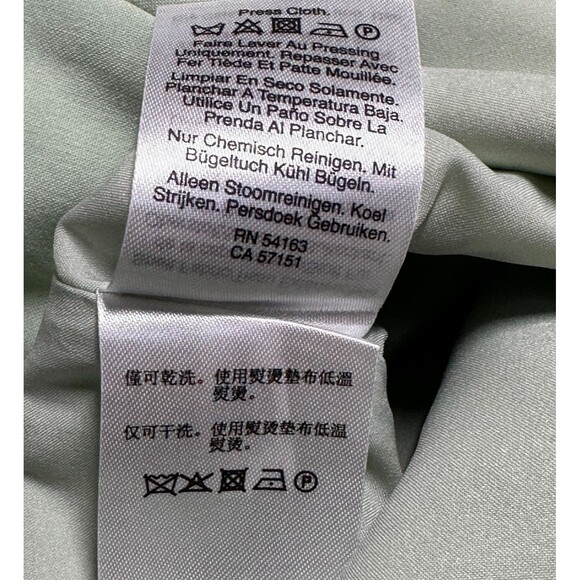 Press Cloth.
Faire Laver Au Pressing
Uniquement. Repasser Avec
Fer Tiède Et Patte Mouillée.
Limpiar En Seco Solamente.
Planchar A Temperatura Baja.
Utilice Un Paño Sobre La
Prenda Al Planchar.
Nur Chemisch Reinigen. Mit
Bügeltuch Kühl Bügeln.
Alleen Stoomreinigen. Koel
Strijken. Persdoek Gebruiken.
RN 54163
CA 57151
僅可乾洗。使用熨燙墊布低溫
熨燙。
仅可干洗。使用熨烫垫布低温
熨烫。